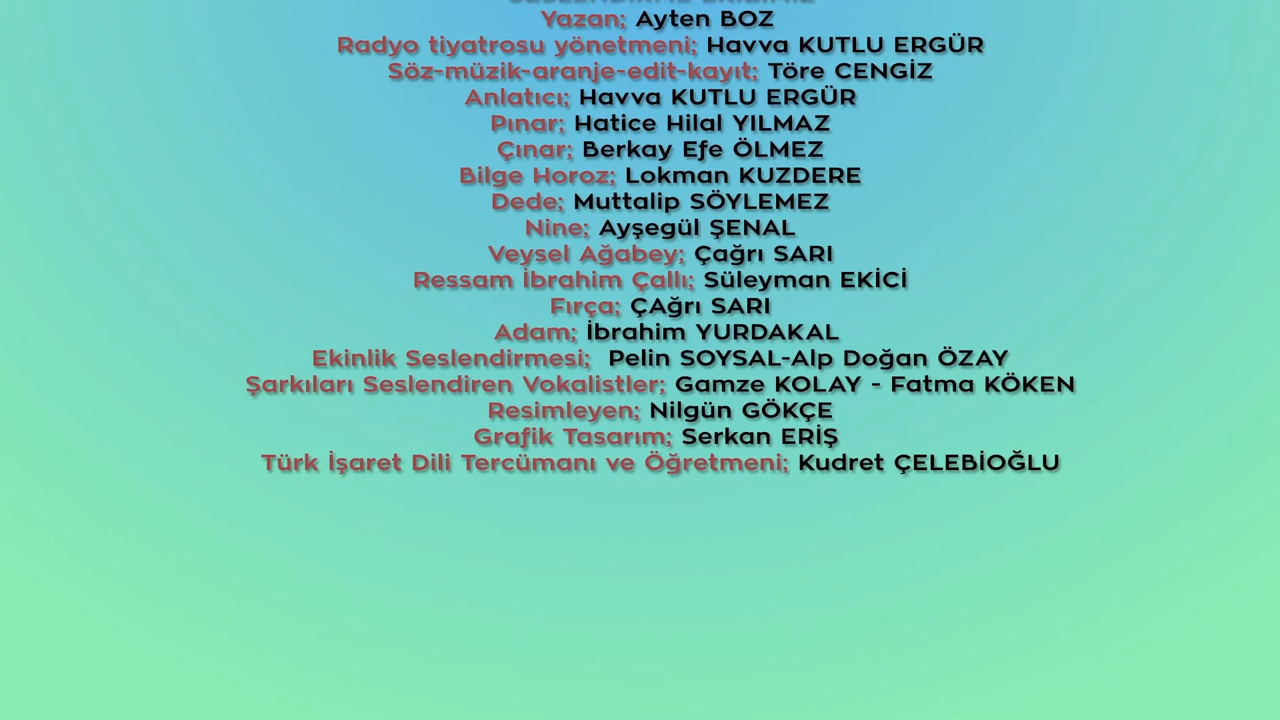 Yazan; Ayten BOZ
Radyo tiyatrosu yönetmeni; Havva KUTLU ERGÜR
Söz-müzik-aranje-edit-kayıt; Töre CENGİZ
Anlatıcı; Havva KUTLU ERGÜR
Pınar; Hatice Hilal YILMAZ
Çınar; Berkay Efe ÖLMEZ
Bilge Horoz; Lokman KUZDERE
Dede; Muttalip SÖYLEMEZ
Nine; Ayşegül ŞENAL
Veysel Ağabey; Çağrı SARI
Ressam İbrahim Çallı; Süleyman EKİCİ
Fırça; ÇAğrı SARI
Adam; İbrahim YURDAKAL
Ekinlik Seslendirmesi;  Pelin SOYSAL-Alp Doğan ÖZAY
Şarkıları Seslendiren Vokalistler; Gamze KOLAY - Fatma KÖKEN
Resimleyen; Nilgün GÖKÇE
Grafik Tasarım; Serkan ERİŞ
Türk İşaret Dili Tercümanı ve Öğretmeni; Kudret ÇELEBİOĞLU